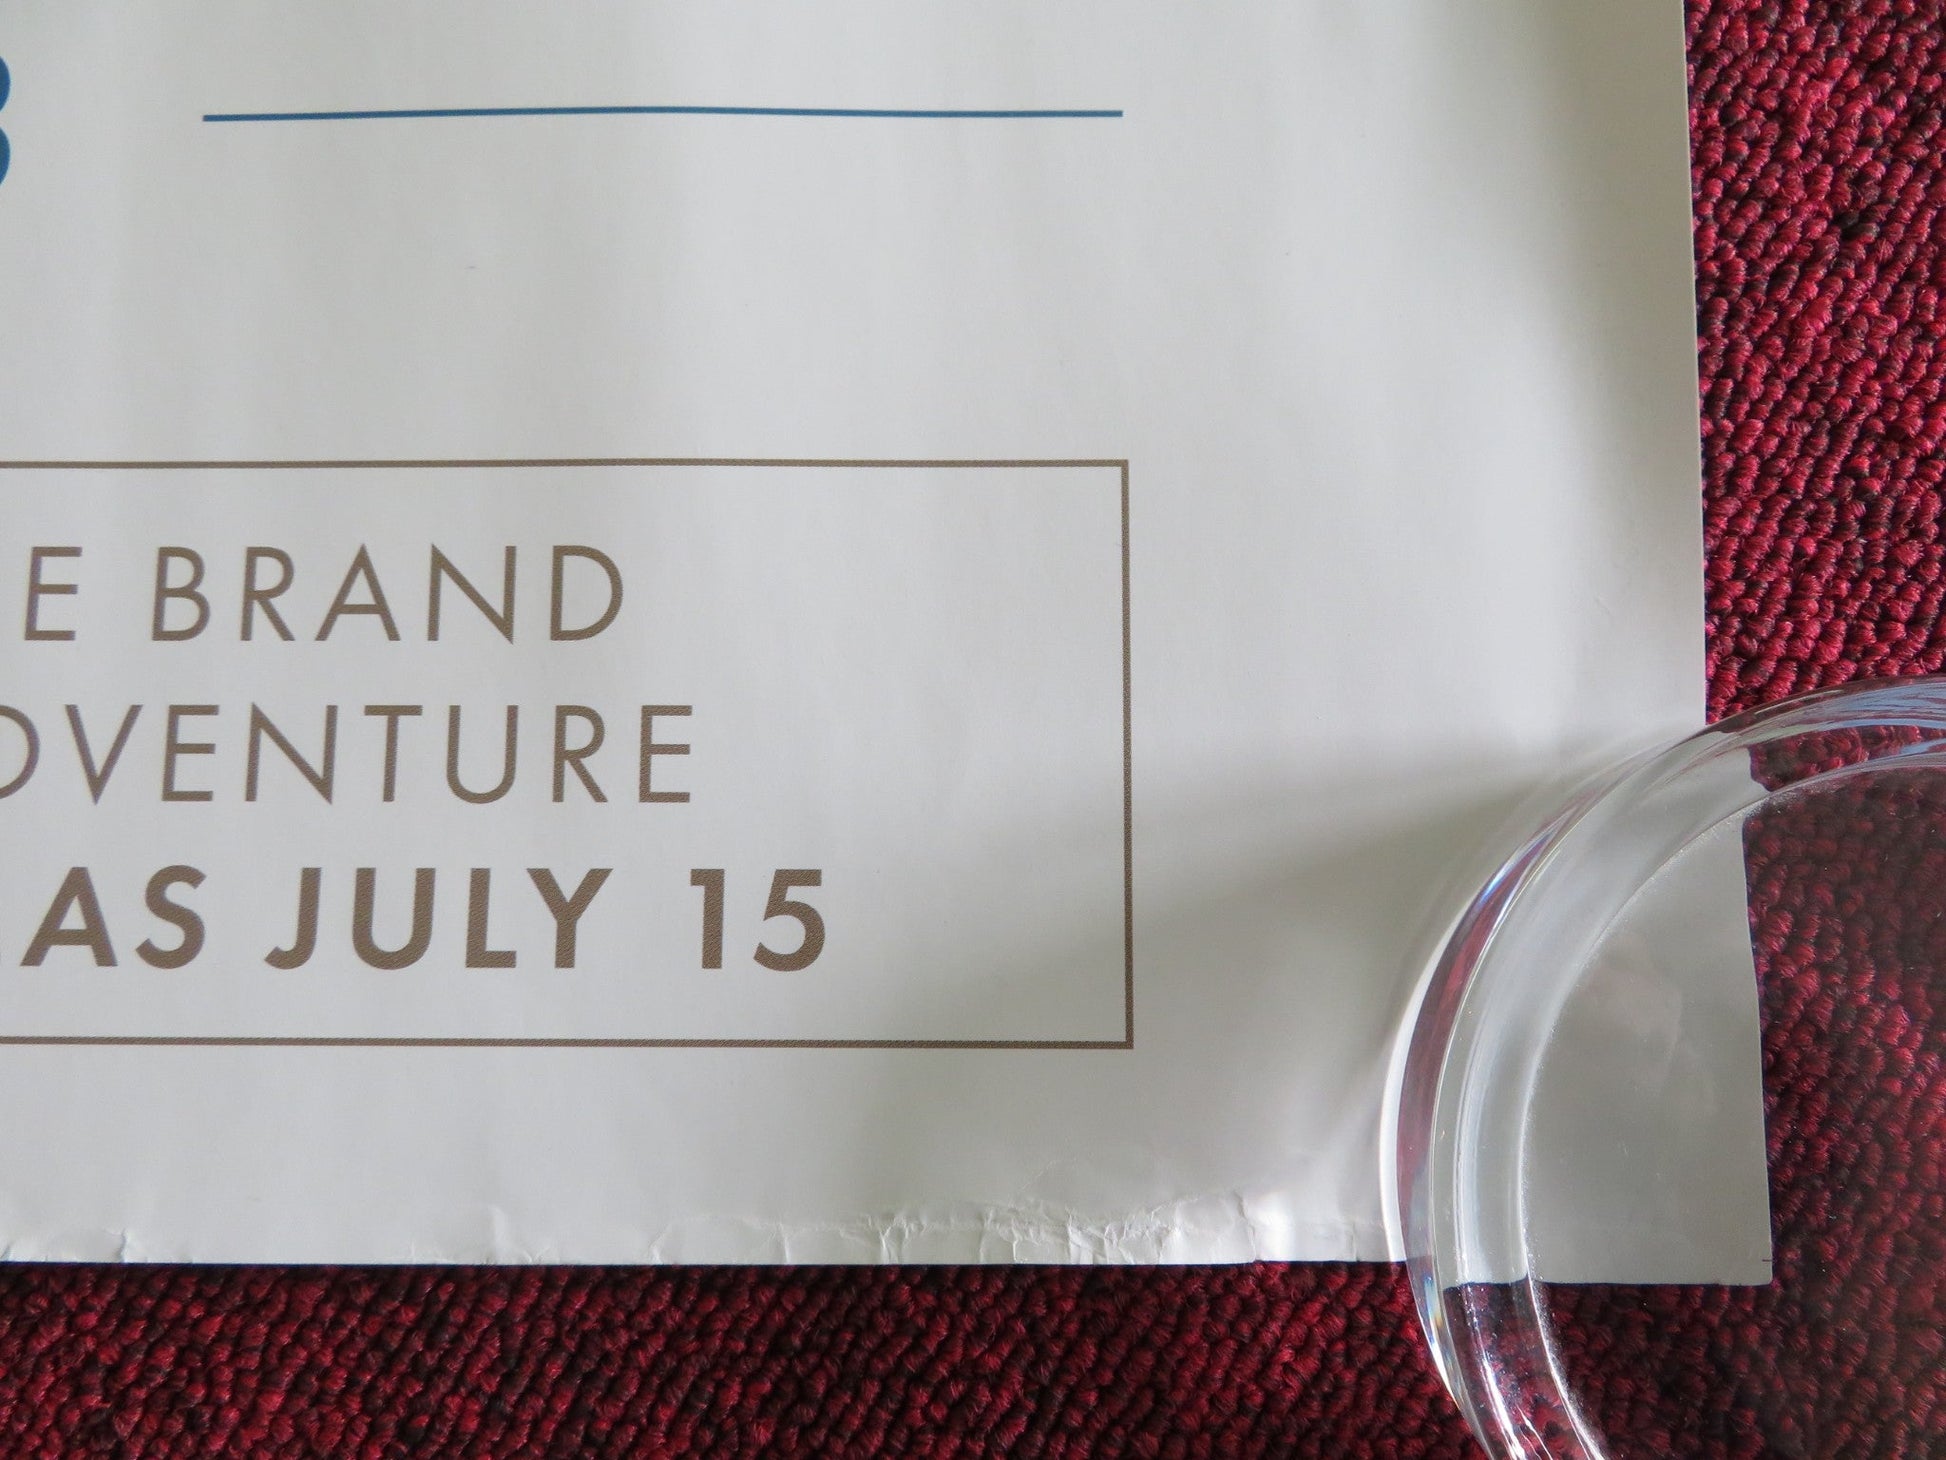 E BRAND
DVENTURE
AS JULY 15